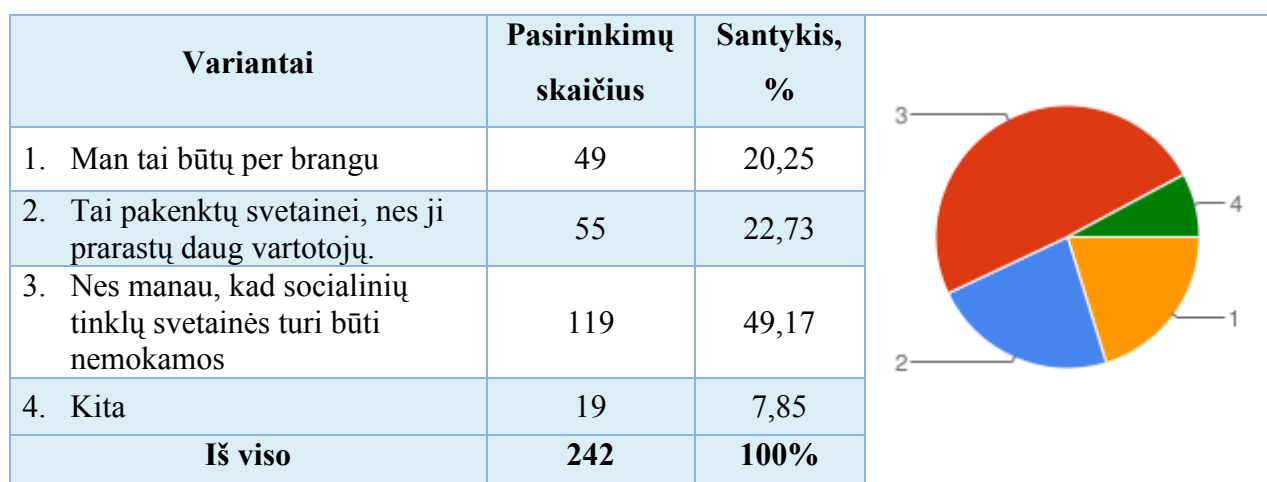 Variantai
Pasirinkimų
skaičius
Santykis,
%
1. Man tai būtų per brangu
49
20,25
2. Tai pakenktų svetainei, nes ji
prarastų daug vartotojų.
55
22,73
3. Nes manau, kad socialinių
tinklų svetainės turi būti
nemokamos
119
49,17
4. Kita
19
7,85
Iš viso
242
100%
3
4
1
2